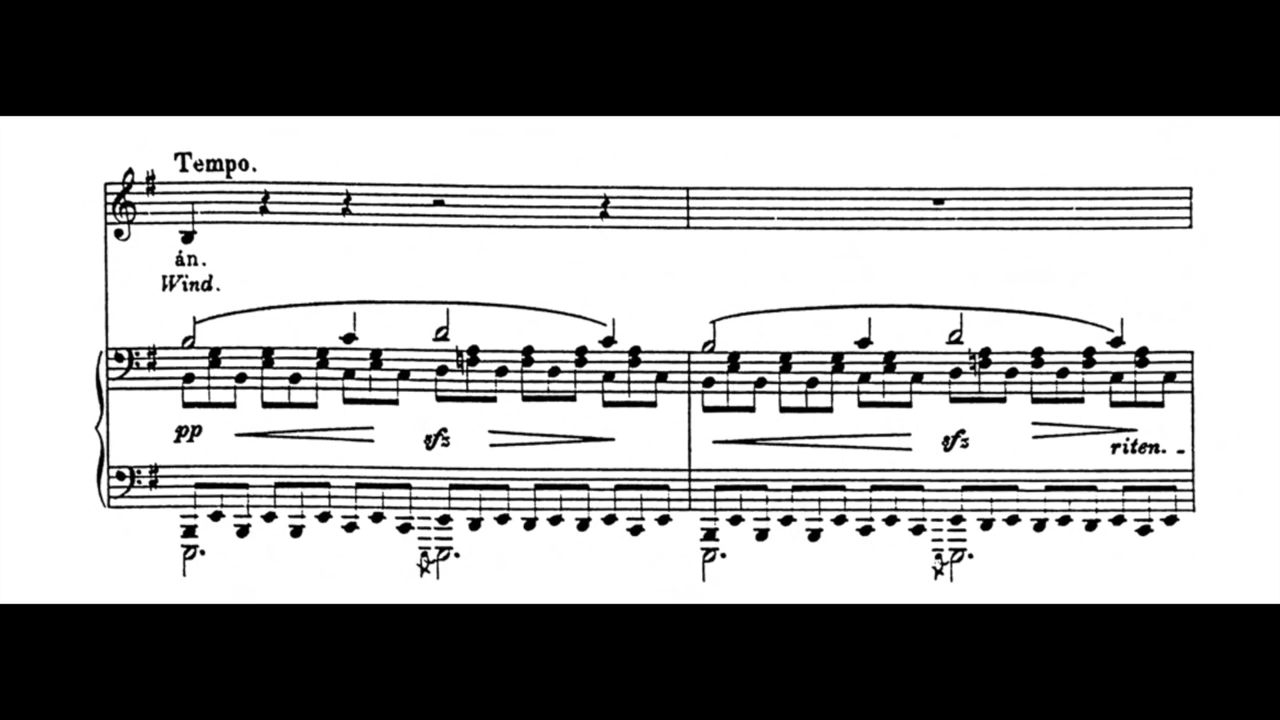 Tempo.
án.
Wind.
pp
sfz
sfz
riten. -